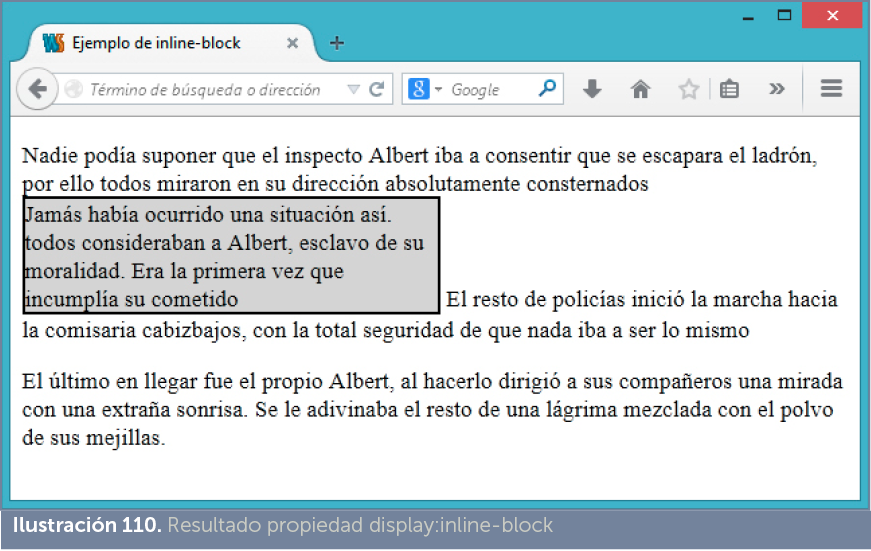 Ejemplo de inline-block
Término de búsqueda o dirección
Google
Nadie podía suponer que el inspecto Albert iba a consentir que se escapara el ladrón,
por ello todos miraron en su dirección absolutamente consternados
Jamás había ocurrido una situación así.
todos consideraban a Albert, esclavo de su
moralidad. Era la primera vez que
incumplía su cometido
El resto de policías inició la marcha hacia
la comisaria cabizbajos, con la total seguridad de que nada iba a ser lo mismo
El último en llegar fue el propio Albert, al hacerlo dirigió a sus compañeros una mirada
con una extraña sonrisa. Se le adivinaba el resto de una lágrima mezclada con el polvo
de sus mejillas.
Ilustración 110. Resultado propiedad display:inline-block